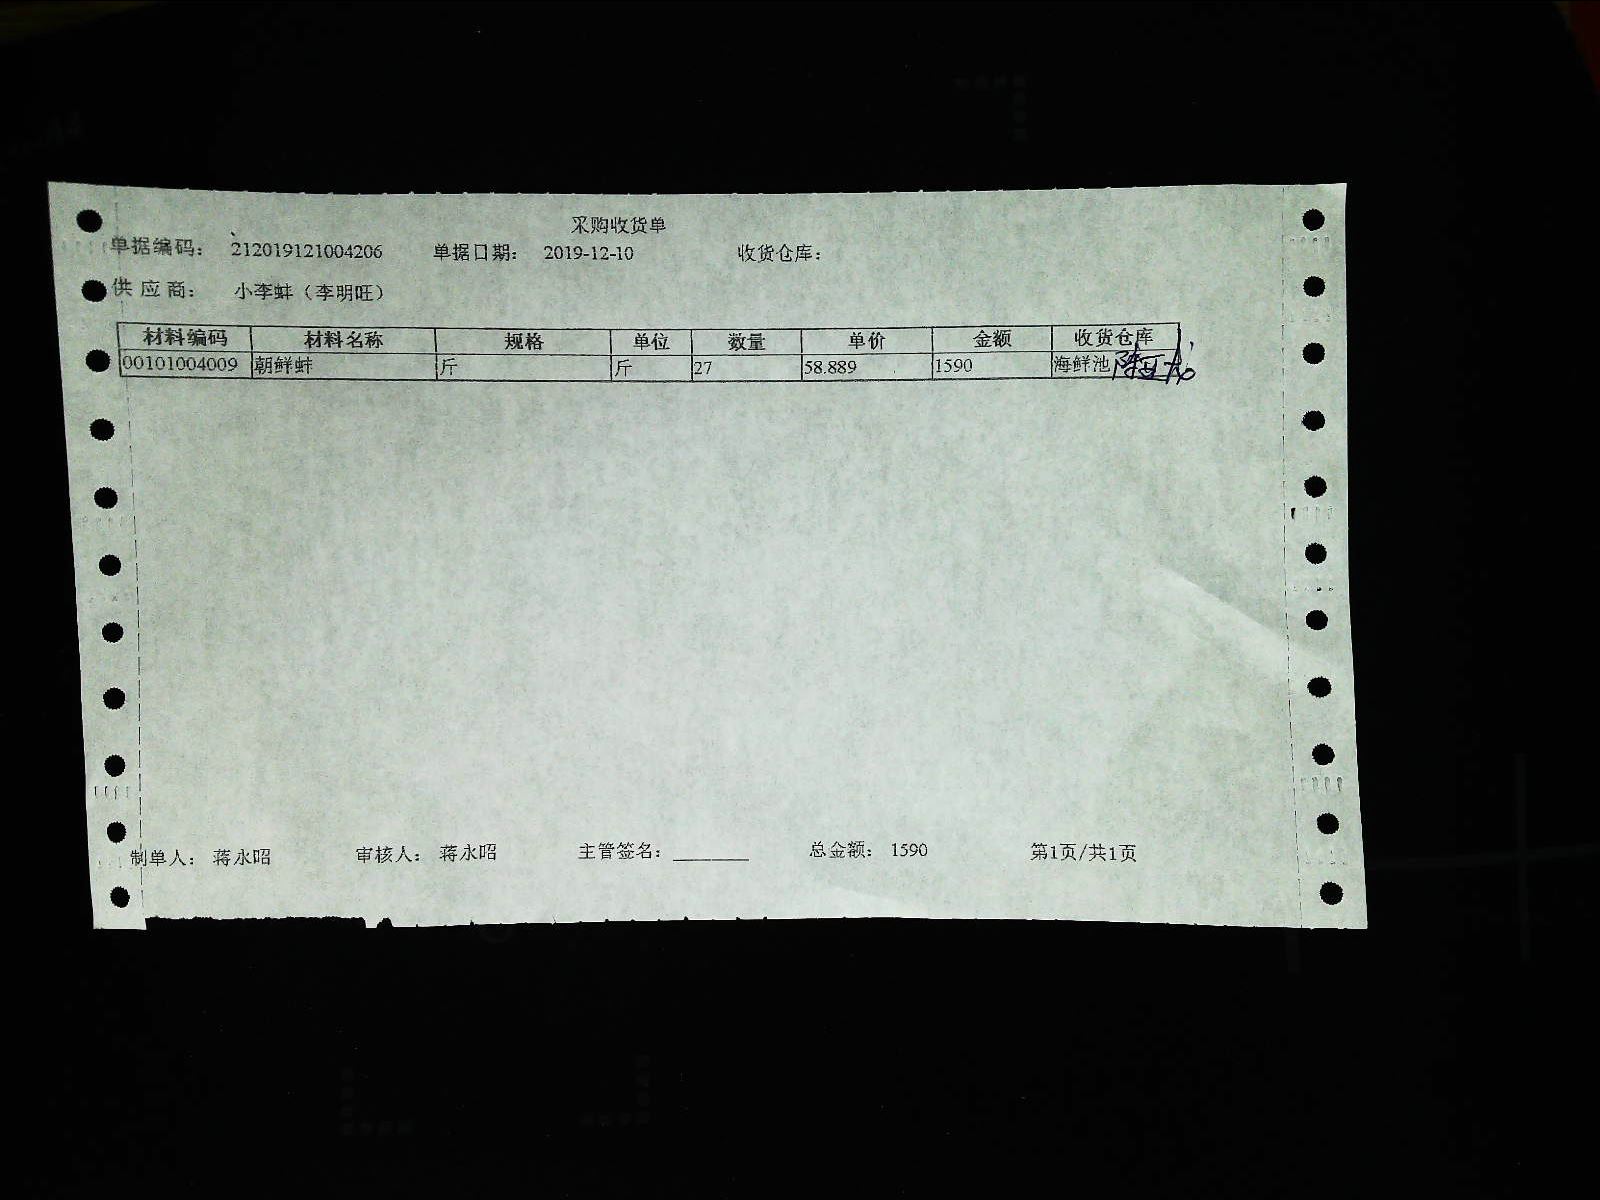 采购收货单
单据编码： 212019121004206 单据日期： 2019-12-10 收货仓库：
供应商： 小李蚌（李明旺）
材料编码 材料名称 规格 单位 数量 单价 金额 收货仓库
00101004009 朝鲜蚌 斤 斤 27 58.889 1590 海鲜池
制单人： 蒋永昭 审核人： 蒋永昭 主管签名： 总金额： 1590 第1页/共1页